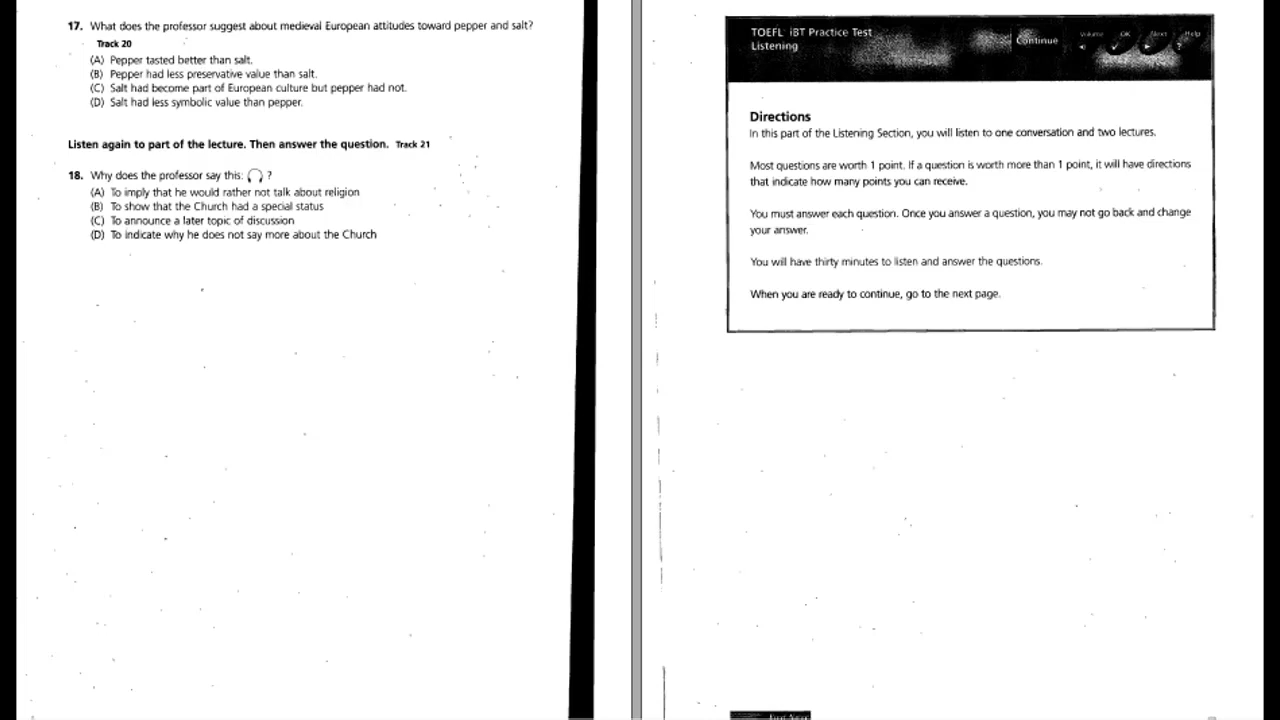 17. What does the professor suggest about medieval European attitudes toward pepper and salt?
Track 20
(A) Pepper tasted better than salt.
(B) Pepper had less preservative value than salt.
(C) Salt had become part of European culture but pepper had not.
(D) Salt had less symbolic value than pepper.
Listen again to part of the lecture. Then answer the question. Track 21
18. Why does the professor say this: ?
(A) To imply that he would rather not talk about religion
(B) To show that the Church had a special status
(C) To announce a later topic of discussion
(D) To indicate why he does not say more about the Church
TOEFL iBT Practice Test
Listening
Continue
Volume OK Next Help
?
Directions
In this part of the Listening Section, you will listen to one conversation and two lectures.
Most questions are worth 1 point. If a question is worth more than 1 point, it will have directions
that indicate how many points you can receive.
You must answer each question. Once you answer a question, you may not go back and change
your answer.
You will have thirty minutes to listen and answer the questions.
When you are ready to continue, go to the next page.